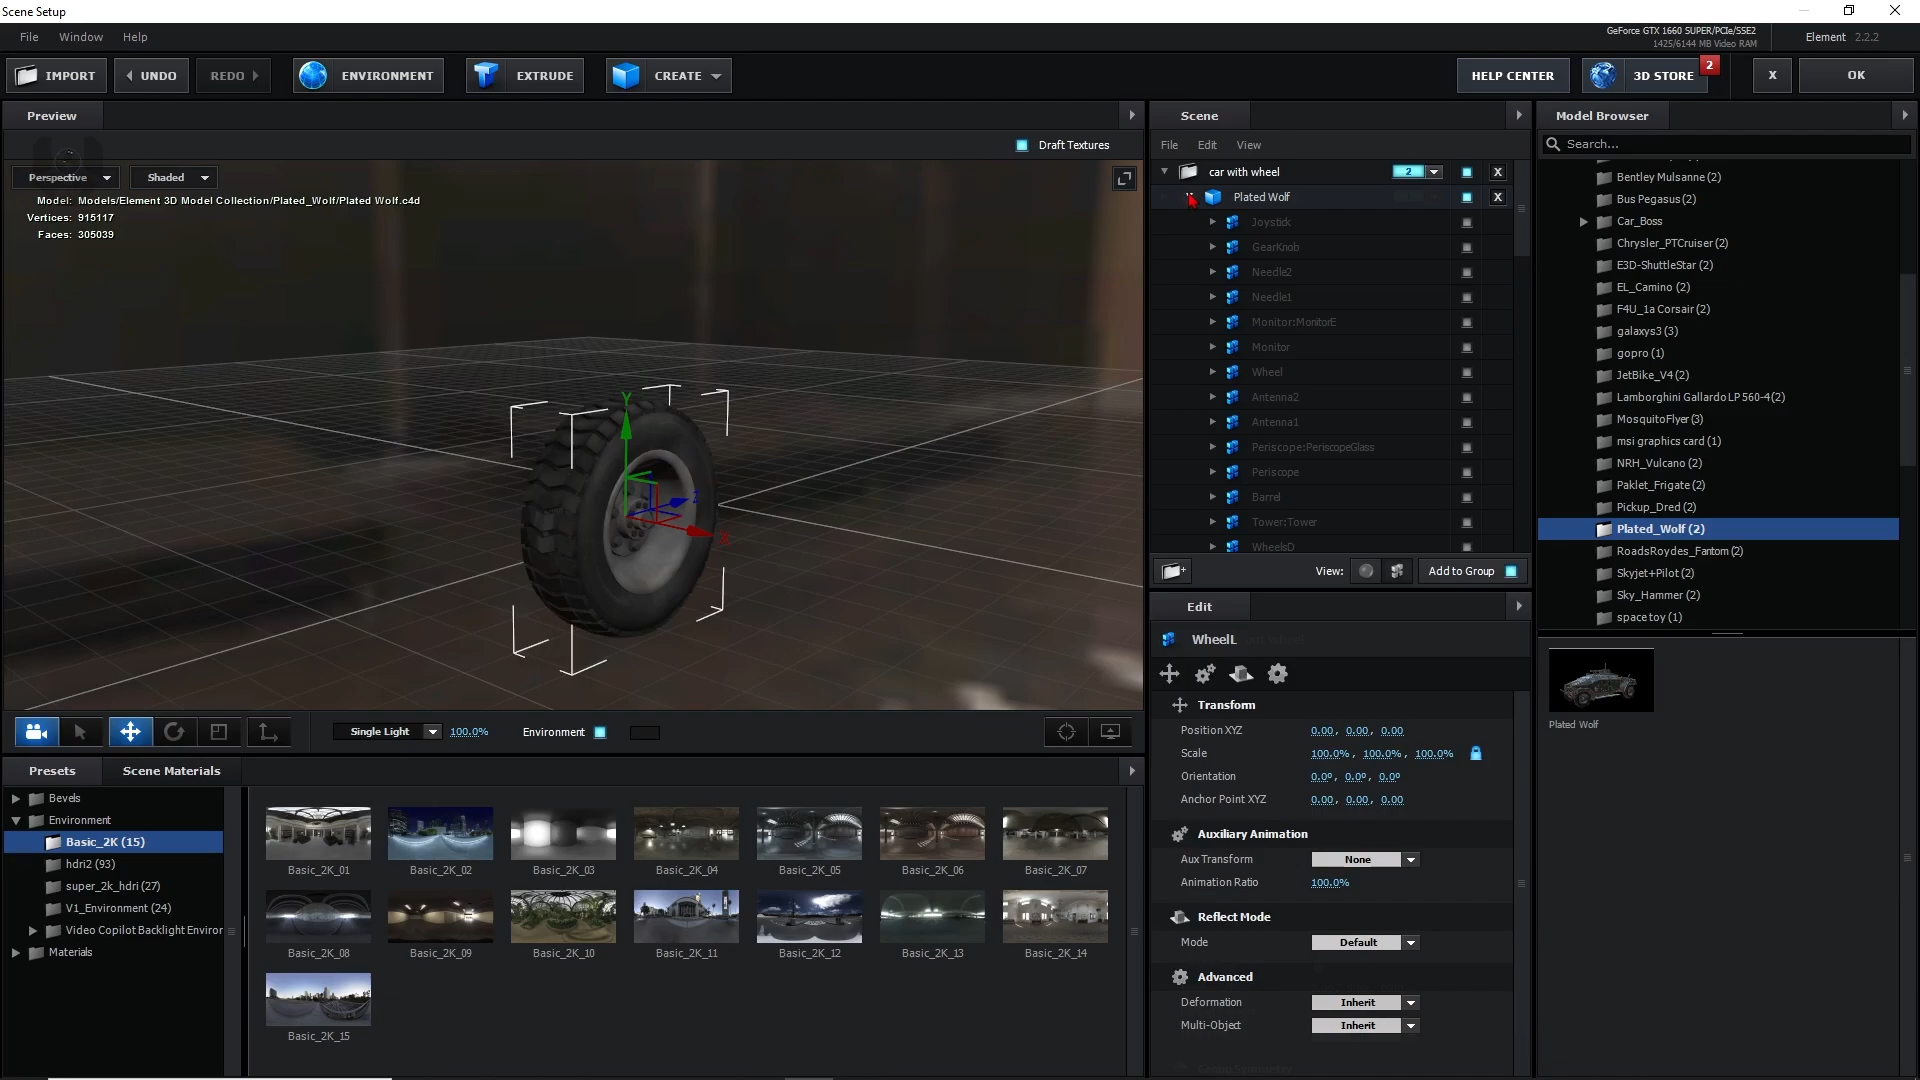 Scene Setup
File Window Help
GeForce GTX 1660 SUPER/PCIe/SSE2
1425/6144 MB Video RAM
Element 2.2.2
IMPORT UNDO REDO ENVIRONMENT EXTRUDE CREATE HELP CENTER 3D STORE 2 X OK
Preview
Draft Textures
Perspective Shaded
Model: Models/Element 3D Model Collection/Plated_Wolf/Plated Wolf.c4d
Vertices: 915117
Faces: 305039
Y
Z
X
Single Light 100.0% Environment
Presets Scene Materials
Bevels
Environment
Basic_2K (15)
hdri2 (93)
super_2k_hdri (27)
V1_Environment (24)
Video Copilot Backlight Enviror
Materials
Basic_2K_01 Basic_2K_02 Basic_2K_03 Basic_2K_04 Basic_2K_05 Basic_2K_06 Basic_2K_07
Basic_2K_08 Basic_2K_09 Basic_2K_10 Basic_2K_11 Basic_2K_12 Basic_2K_13 Basic_2K_14
Basic_2K_15
Scene
File Edit View
car with wheel 2 X
Plated Wolf X
Joystick
GearKnob
Needle2
Needle1
Monitor:MonitorE
Monitor
Wheel
Antenna2
Antenna1
Periscope:PeriscopeGlass
Periscope
Barrel
Tower:Tower
WheelsD
View: Add to Group
Edit
WheelL
Transform
Position XYZ 0.00, 0.00, 0.00
Scale 100.0%, 100.0%, 100.0%
Orientation 0.0º, 0.0º, 0.0º
Anchor Point XYZ 0.00, 0.00, 0.00
Auxiliary Animation
Aux Transform None
Animation Ratio 100.0%
Reflect Mode
Mode Default
Advanced
Deformation Inherit
Multi-Object Inherit
Model Browser
Search...
Bentley Mulsanne (2)
Bus Pegasus (2)
Car_Boss
Chrysler_PTCruiser (2)
E3D-ShuttleStar (2)
EL_Camino (2)
F4U_1a Corsair (2)
galaxys3 (3)
gopro (1)
JetBike_V4 (2)
Lamborghini Gallardo LP 560-4 (2)
MosquitoFlyer (3)
msi graphics card (1)
NRH_Vulcano (2)
Paklet_Frigate (2)
Pickup_Dred (2)
Plated_Wolf (2)
RoadsRoydes_Fantom (2)
Skyjet+Pilot (2)
Sky_Hammer (2)
space toy (1)
Plated Wolf